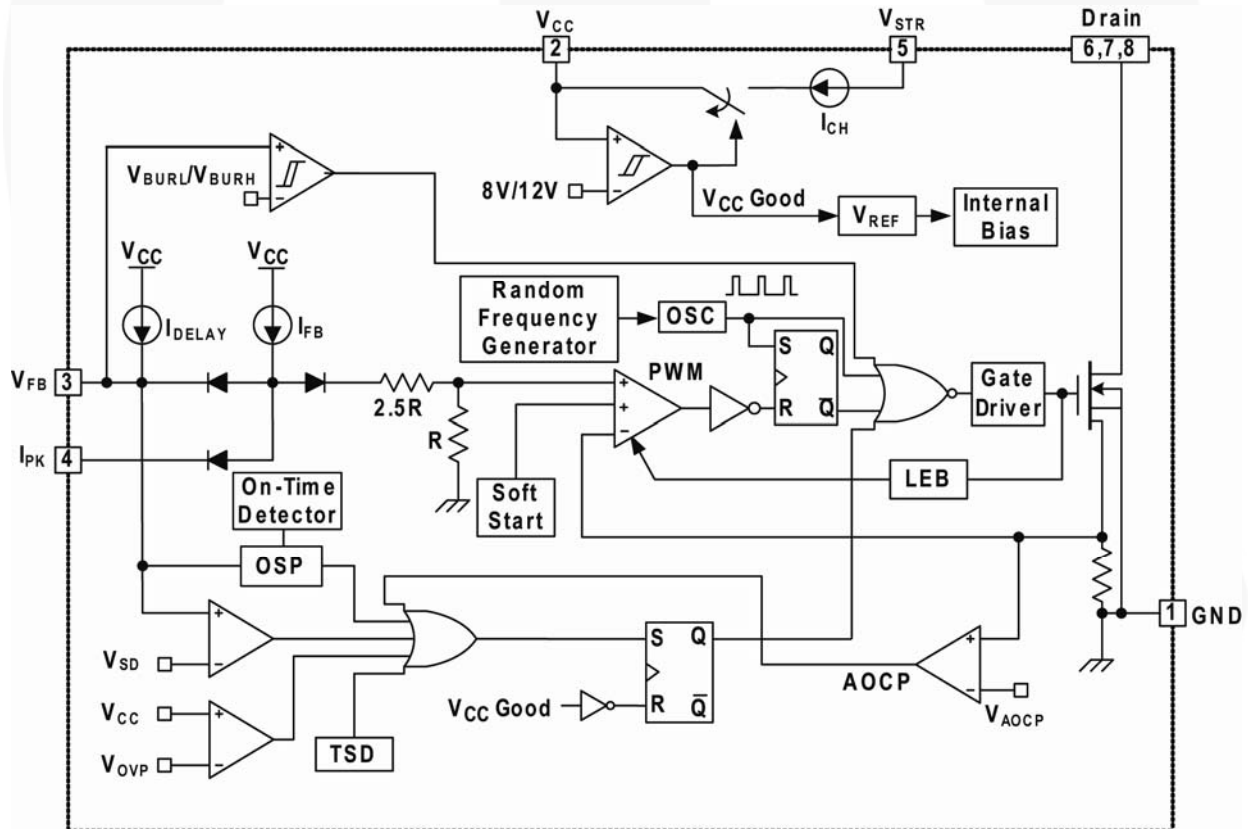 VCC
2
VSTR
5
Drain
6,7,8
ICH
+
-
8V/12V
VCC Good
VREF
Internal
Bias
VBURL/VBURH
+
-
-
VCC
VCC
IDELAY
IFB
VFB
3
IPK
4
2.5R
R
Random
Frequency
Generator
OSC
PWM
+
+
-
S
Q
R
Q̅
Gate
Driver
LEB
Soft
Start
On-Time
Detector
OSP
+
VSD
-
VCC
+
VOVP
-
TSD
S
Q
R
Q̅
VCC Good
AOCP
+
-
VAOCP
1
GND